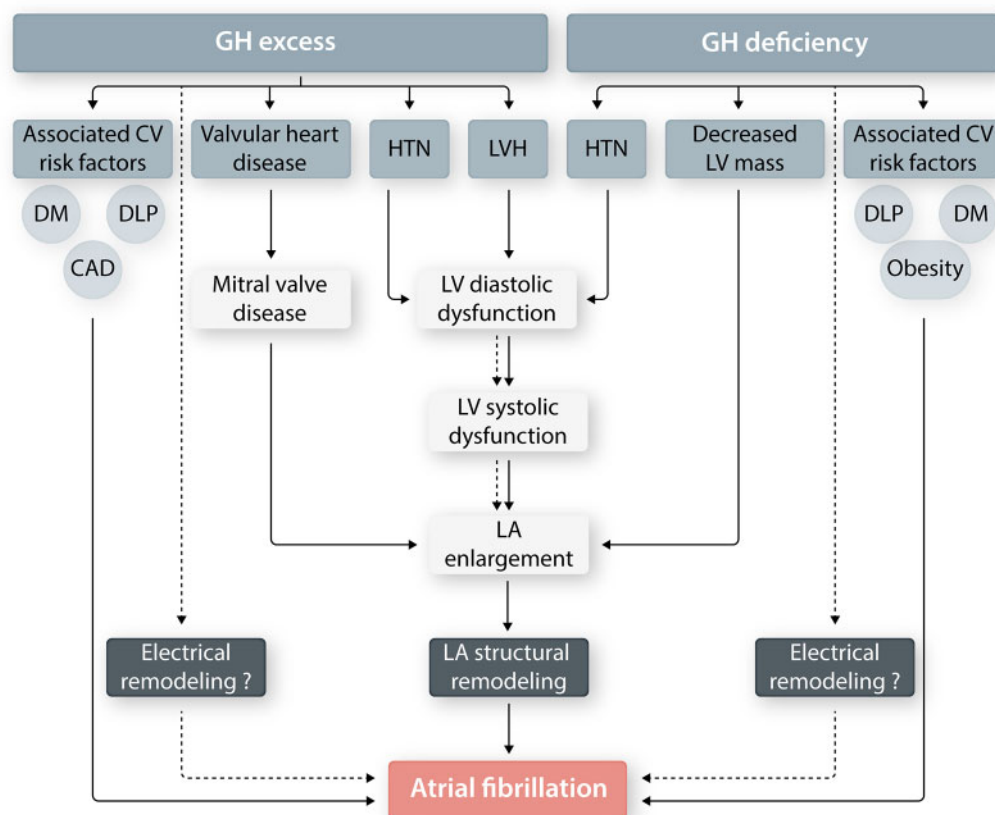 GH excess
GH deficiency
Associated CV
risk factors
Valvular heart
disease
HTN
LVH
HTN
Decreased
LV mass
Associated CV
risk factors
DM
DLP
CAD
DLP
DM
Obesity
Mitral valve
disease
LV diastolic
dysfunction
LV systolic
dysfunction
LA
enlargement
Electrical
remodeling ?
LA structural
remodeling
Electrical
remodeling ?
Atrial fibrillation